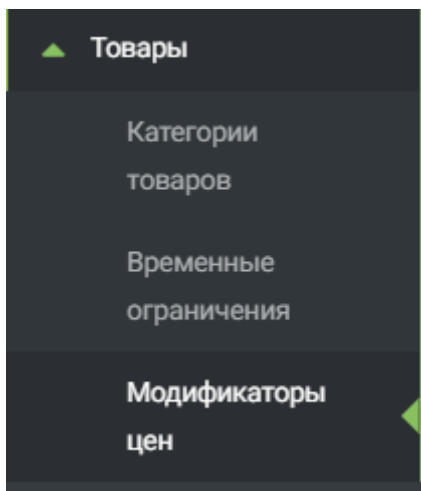 Товары
Категории
товаров
Временные
ограничения
Модификаторы
цен